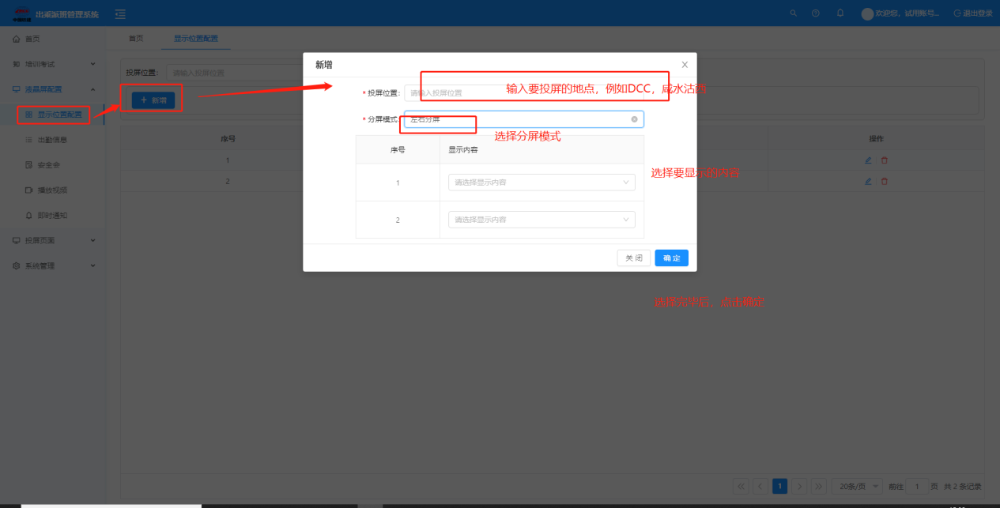 出乘派班管理系统
欢迎您，试用账号...
退出登录
首页
培训考试
液晶屏配置
显示位置配置
出勤信息
安全会
播放视频
即时通知
投屏页面
系统管理
首页 显示位置配置
投屏位置： 请输入投屏位置
+ 新增
序号 操作
1
2
新增
* 投屏位置： 请输入投屏位置
输入要投屏的地点，例如DCC，咸水沽西
* 分屏模式： 左右分屏
选择分屏模式
序号 显示内容
选择要显示的内容
1 请选择显示内容
2 请选择显示内容
关 闭 确 定
选择完毕后，点击确定
1 20条/页 前往 1 页 共 2 条记录